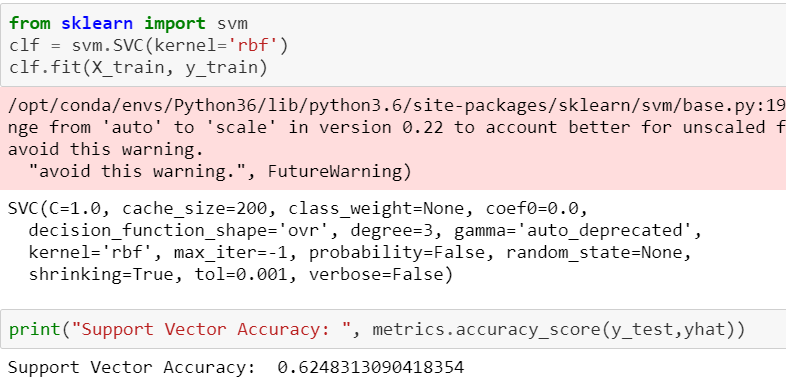 from sklearn import svm
clf = svm.SVC(kernel='rbf')
clf.fit(X_train, y_train)
/opt/conda/envs/Python36/lib/python3.6/site-packages/sklearn/svm/base.py:19
nge from 'auto' to 'scale' in version 0.22 to account better for unscaled f
avoid this warning.
"avoid this warning.", FutureWarning)
SVC(C=1.0, cache_size=200, class_weight=None, coef0=0.0,
decision_function_shape='ovr', degree=3, gamma='auto_deprecated',
kernel='rbf', max_iter=-1, probability=False, random_state=None,
shrinking=True, tol=0.001, verbose=False)
print("Support Vector Accuracy: ", metrics.accuracy_score(y_test,yhat))
Support Vector Accuracy:  0.6248313090418354